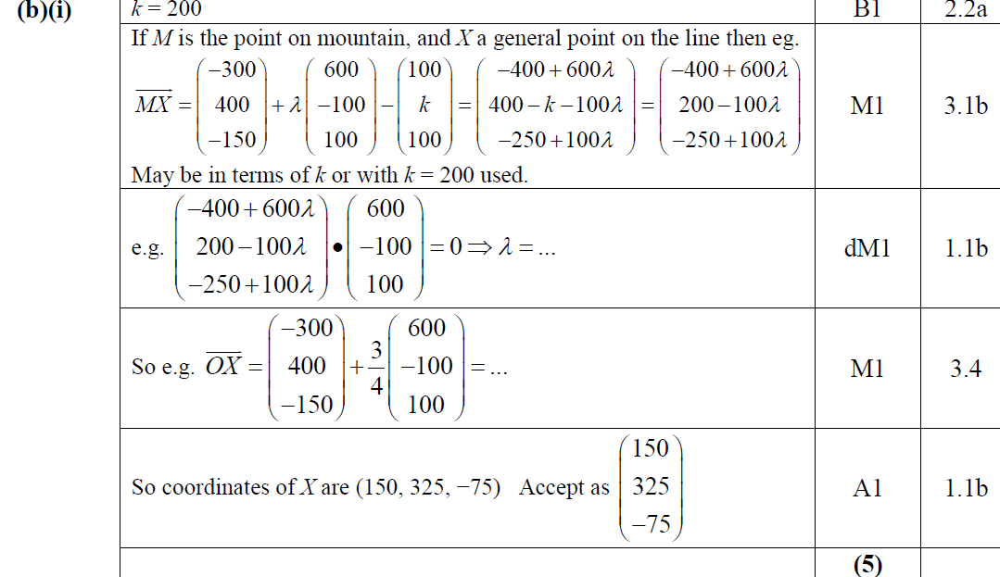 (b)(i) k = 200 B1 2.2a
If M is the point on mountain, and X a general point on the line then eg.
$\overrightarrow{MX} = \begin{pmatrix} -300 \\ 400 \\ -150 \end{pmatrix} + \lambda \begin{pmatrix} 600 \\ -100 \\ 100 \end{pmatrix} - \begin{pmatrix} 100 \\ k \\ 100 \end{pmatrix} = \begin{pmatrix} -400 + 600\lambda \\ 400 - k - 100\lambda \\ -250 + 100\lambda \end{pmatrix} = \begin{pmatrix} -400 + 600\lambda \\ 200 - 100\lambda \\ -250 + 100\lambda \end{pmatrix}$ M1 3.1b
May be in terms of k or with k = 200 used.
e.g. $\begin{pmatrix} -400 + 600\lambda \\ 200 - 100\lambda \\ -250 + 100\lambda \end{pmatrix} \bullet \begin{pmatrix} 600 \\ -100 \\ 100 \end{pmatrix} = 0 \Rightarrow \lambda = ...$ dM1 1.1b
So e.g. $\overline{OX} = \begin{pmatrix} -300 \\ 400 \\ -150 \end{pmatrix} + \frac{3}{4} \begin{pmatrix} 600 \\ -100 \\ 100 \end{pmatrix} = ...$ M1 3.4
So coordinates of X are (150, 325, −75) Accept as $\begin{pmatrix} 150 \\ 325 \\ -75 \end{pmatrix}$ A1 1.1b
(5)